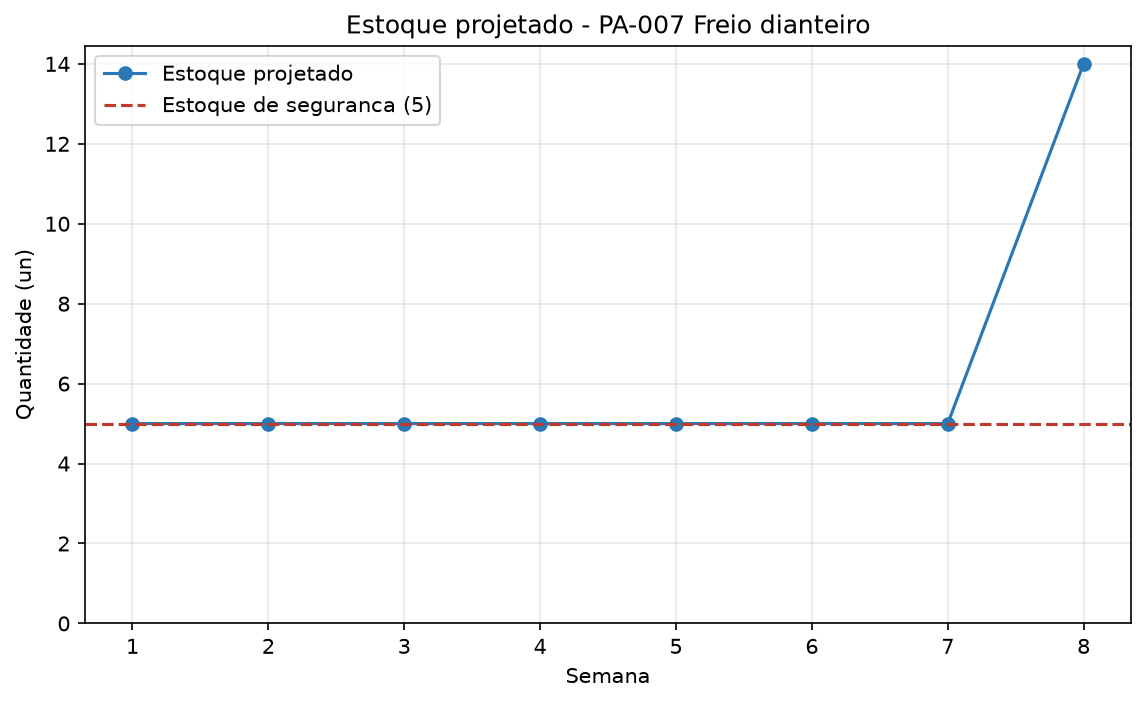 Estoque projetado - PA-007 Freio dianteiro
Estoque projetado
Estoque de seguranca (5)
Quantidade (un)
14
12
10
8
6
4
2
0
1 2 3 4 5 6 7 8
Semana